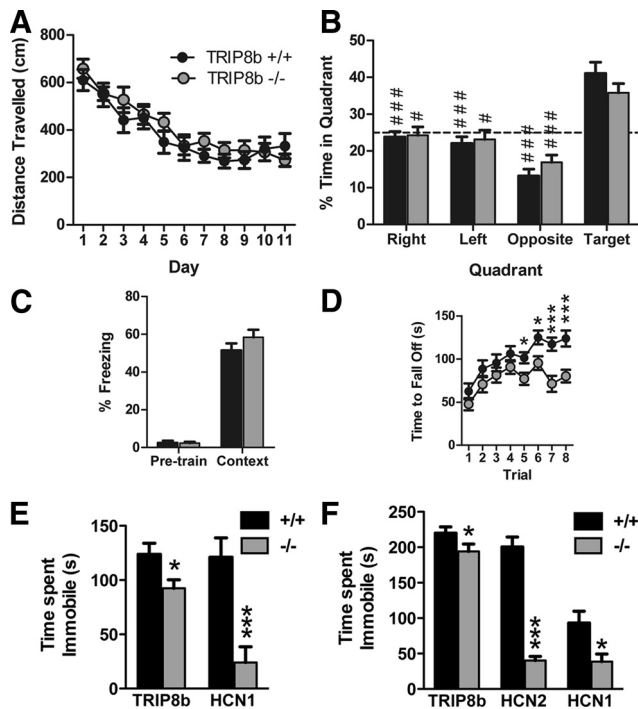 A
Distance Travelled (cm)
800
600
400
200
0
TRIP8b +/+
TRIP8b -/-
1 2 3 4 5 6 7 8 9 10 11
Day
B
% Time in Quadrant
50
40
30
20
10
0
###
#
###
#
###
###
Right Left Opposite Target
Quadrant
C
% Freezing
80
60
40
20
0
Pre-train Context
D
Time to Fall Off (s)
150
100
50
0
*
*
***
***
1 2 3 4 5 6 7 8
Trial
E
Time spent
Immobile (s)
150
100
50
0
+/+
-/-
*
***
TRIP8b HCN1
F
Time spent
Immobile (s)
250
200
150
100
50
0
+/+
-/-
*
***
*
TRIP8b HCN2 HCN1